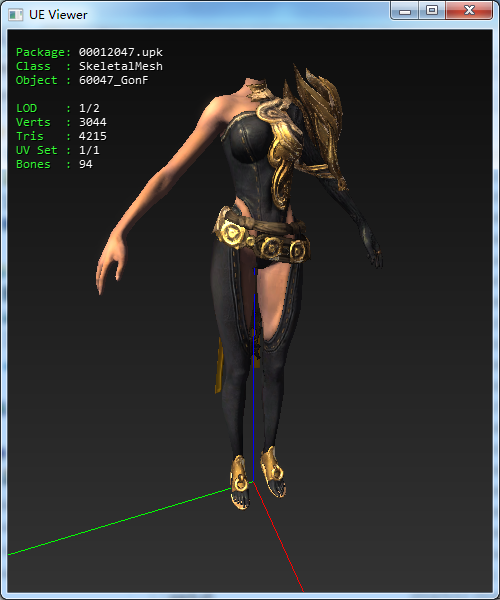 UE Viewer
Package: 00012047.upk
Class  : SkeletalMesh
Object : 60047_GonF
LOD    : 1/2
Verts  : 3044
Tris   : 4215
UV Set : 1/1
Bones  : 94